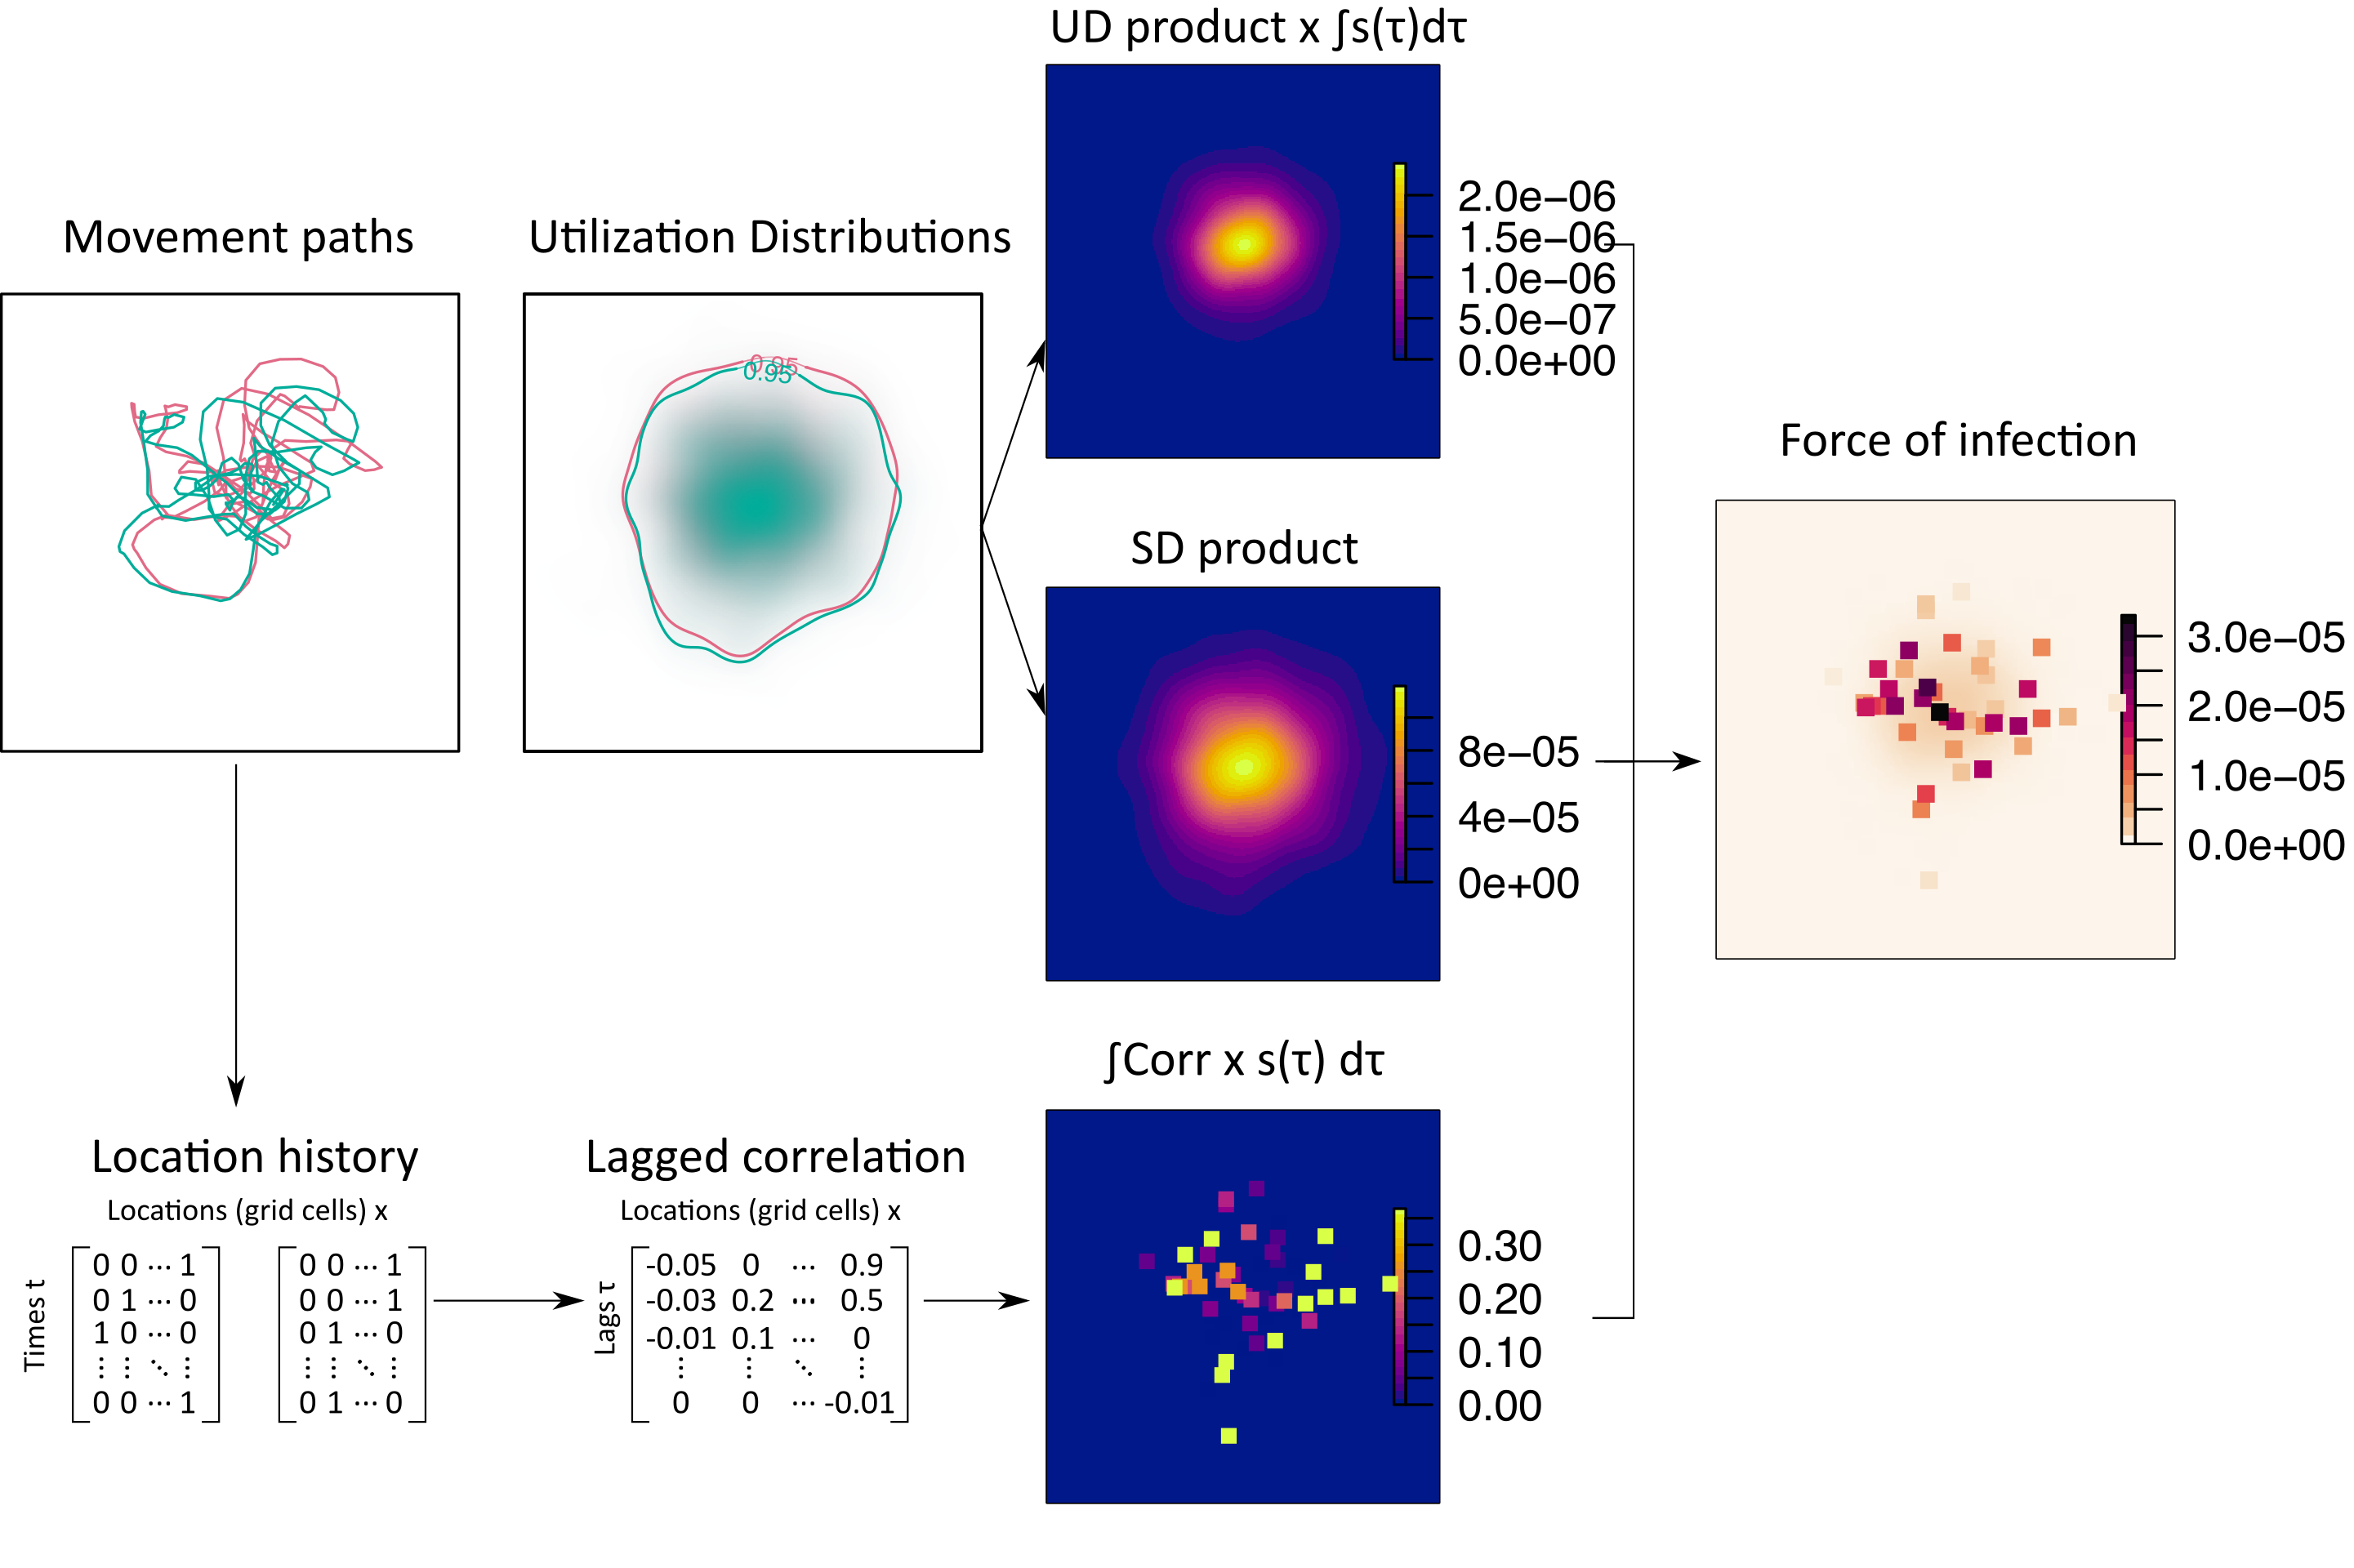 UD product x ∫s(τ)dτ
2.0e−06
1.5e−06
1.0e−06
5.0e−07
0.0e+00
Movement paths
Utilization Distributions
0.95
0.95
SD product
8e−05
4e−05
0e+00
Force of infection
3.0e−05
2.0e−05
1.0e−05
0.0e+00
∫Corr x s(τ) dτ
0.30
0.20
0.10
0.00
Location history
Locations (grid cells) x
Times t
0 0 ··· 1
0 1 ··· 0
1 0 ··· 0
⋮ ⋮ ⋱ ⋮
0 0 ··· 1
0 0 ··· 1
0 0 ··· 1
0 1 ··· 0
⋮ ⋮ ⋱ ⋮
0 1 ··· 0
Lagged correlation
Locations (grid cells) x
Lags τ
-0.05 0 ··· 0.9
-0.03 0.2 ··· 0.5
-0.01 0.1 ··· 0
⋮ ⋮ ⋱ ⋮
0 0 ··· -0.01